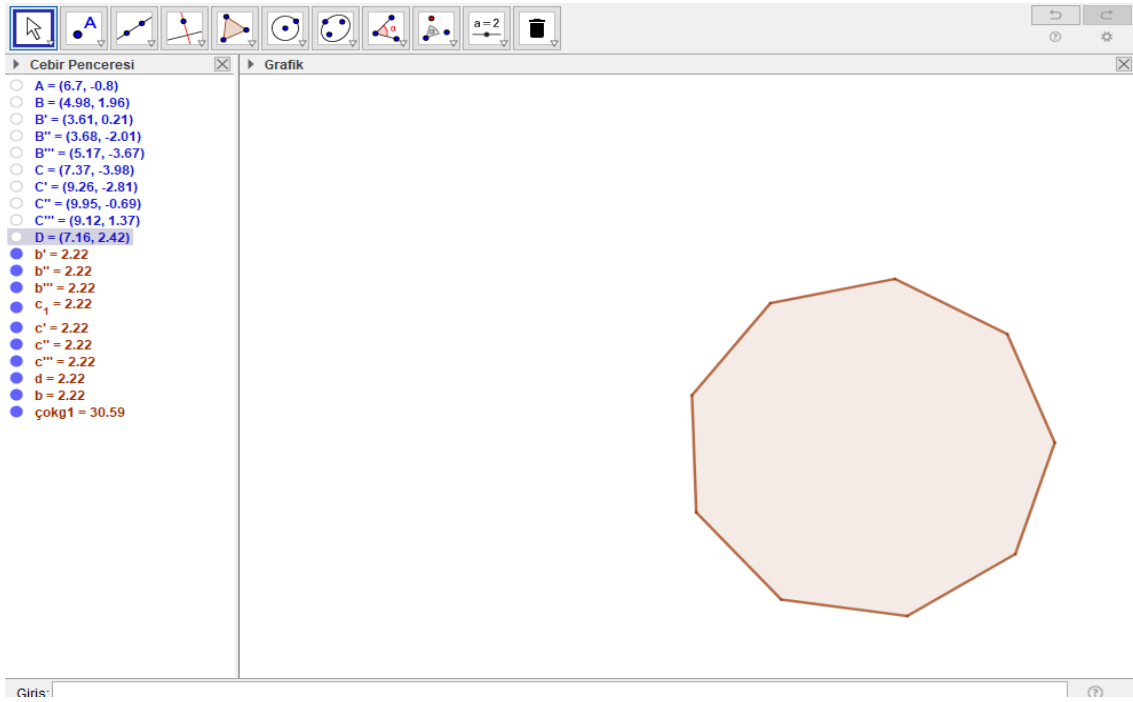 A
α
a = 2
Cebir Penceresi
Grafik
A = (6.7, -0.8)
B = (4.98, 1.96)
B' = (3.61, 0.21)
B'' = (3.68, -2.01)
B''' = (5.17, -3.67)
C = (7.37, -3.98)
C' = (9.26, -2.81)
C'' = (9.95, -0.69)
C''' = (9.12, 1.37)
D = (7.16, 2.42)
b' = 2.22
b'' = 2.22
b''' = 2.22
c₁ = 2.22
c' = 2.22
c'' = 2.22
c''' = 2.22
d = 2.22
b = 2.22
çokg1 = 30.59
Giriş: